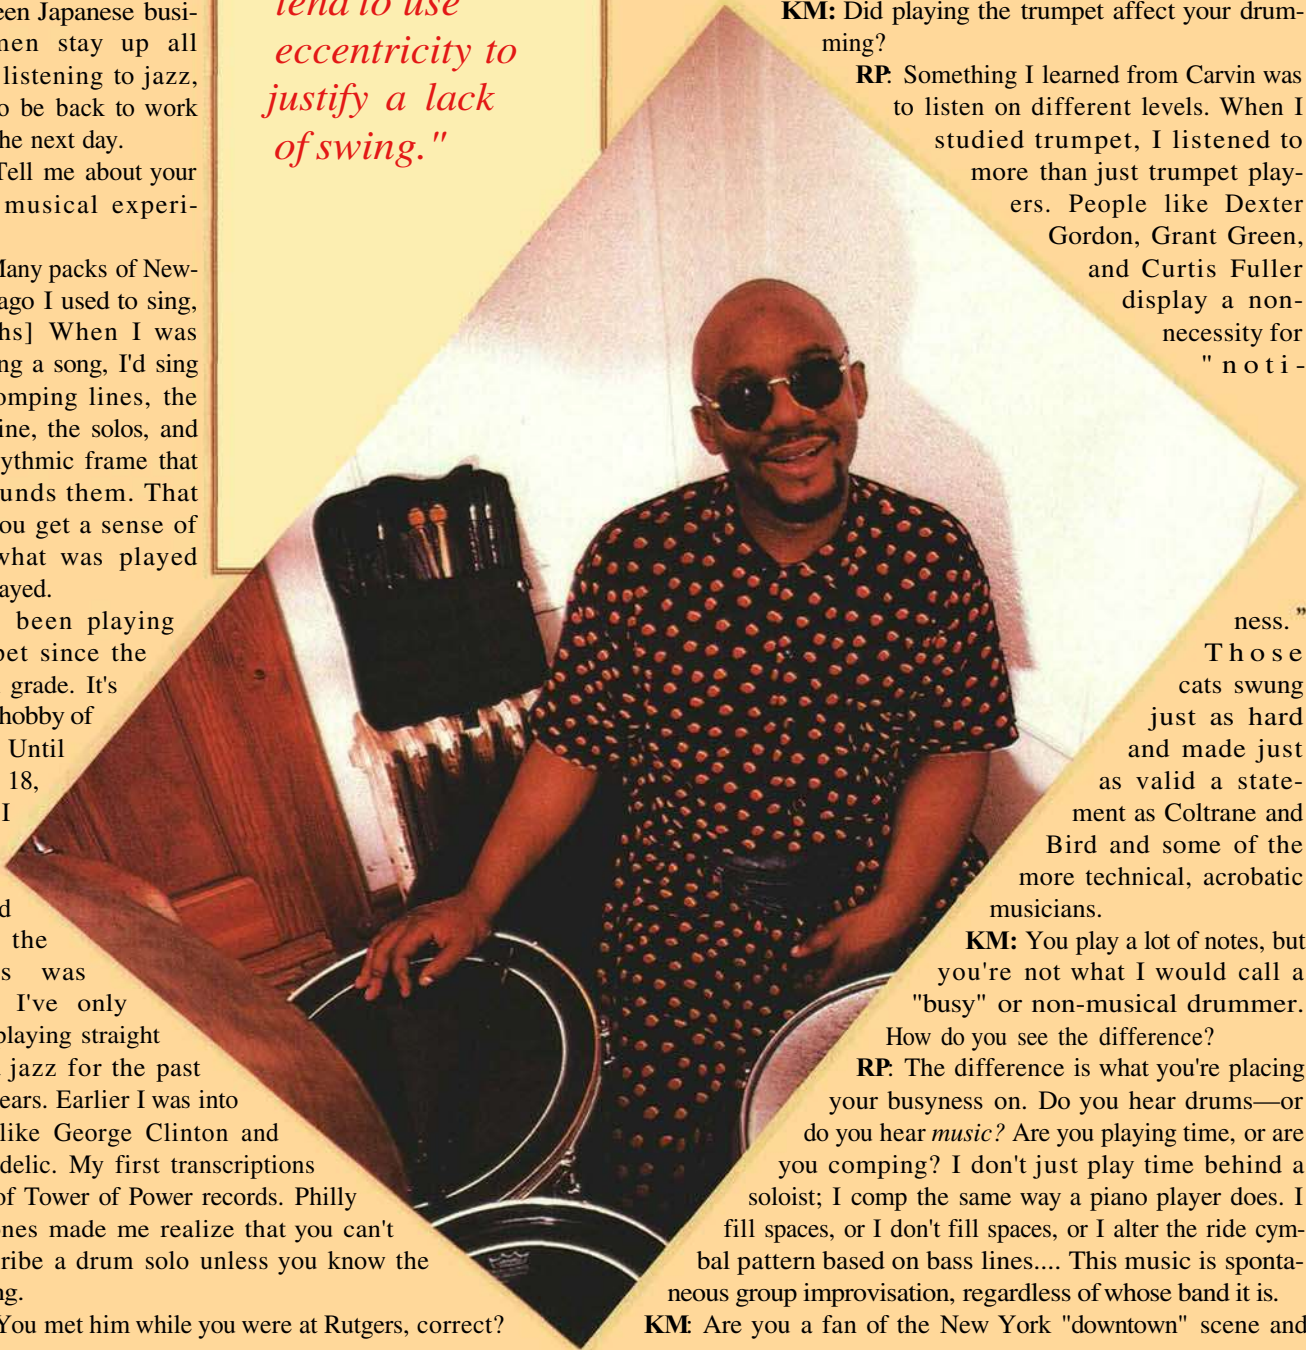 een Japanese busi-
men stay up all
listening to jazz,
o be back to work
he next day.
Tell me about your
musical experi-
Many packs of New-
ago I used to sing,
hs] When I was
ng a song, I'd sing
omping lines, the
ine, the solos, and
ythmic frame that
unds them. That
ou get a sense of
what was played
ayed.
been playing
pet since the
grade. It's
hobby of
Until
18,
I
d
the
s was
I've only
playing straight
jazz for the past
ears. Earlier I was into
like George Clinton and
delic. My first transcriptions
of Tower of Power records. Philly
ones made me realize that you can't
ribe a drum solo unless you know the
ng.
You met him while you were at Rutgers, correct?
tend to use
eccentricity to
justify a lack
of swing."
KM: Did playing the trumpet affect your drum-
ming?
RP: Something I learned from Carvin was
to listen on different levels. When I
studied trumpet, I listened to
more than just trumpet play-
ers. People like Dexter
Gordon, Grant Green,
and Curtis Fuller
display a non-
necessity for
"noti-
ness.”
Those
cats swung
just as hard
and made just
as valid a state-
ment as Coltrane and
Bird and some of the
more technical, acrobatic
musicians.
KM: You play a lot of notes, but
you're not what I would call a
"busy" or non-musical drummer.
How do you see the difference?
RP: The difference is what you're placing
your busyness on. Do you hear drums—or
do you hear music? Are you playing time, or are
you comping? I don't just play time behind a
soloist; I comp the same way a piano player does. I
fill spaces, or I don't fill spaces, or I alter the ride cym-
bal pattern based on bass lines.... This music is sponta-
neous group improvisation, regardless of whose band it is.
KM: Are you a fan of the New York "downtown" scene and